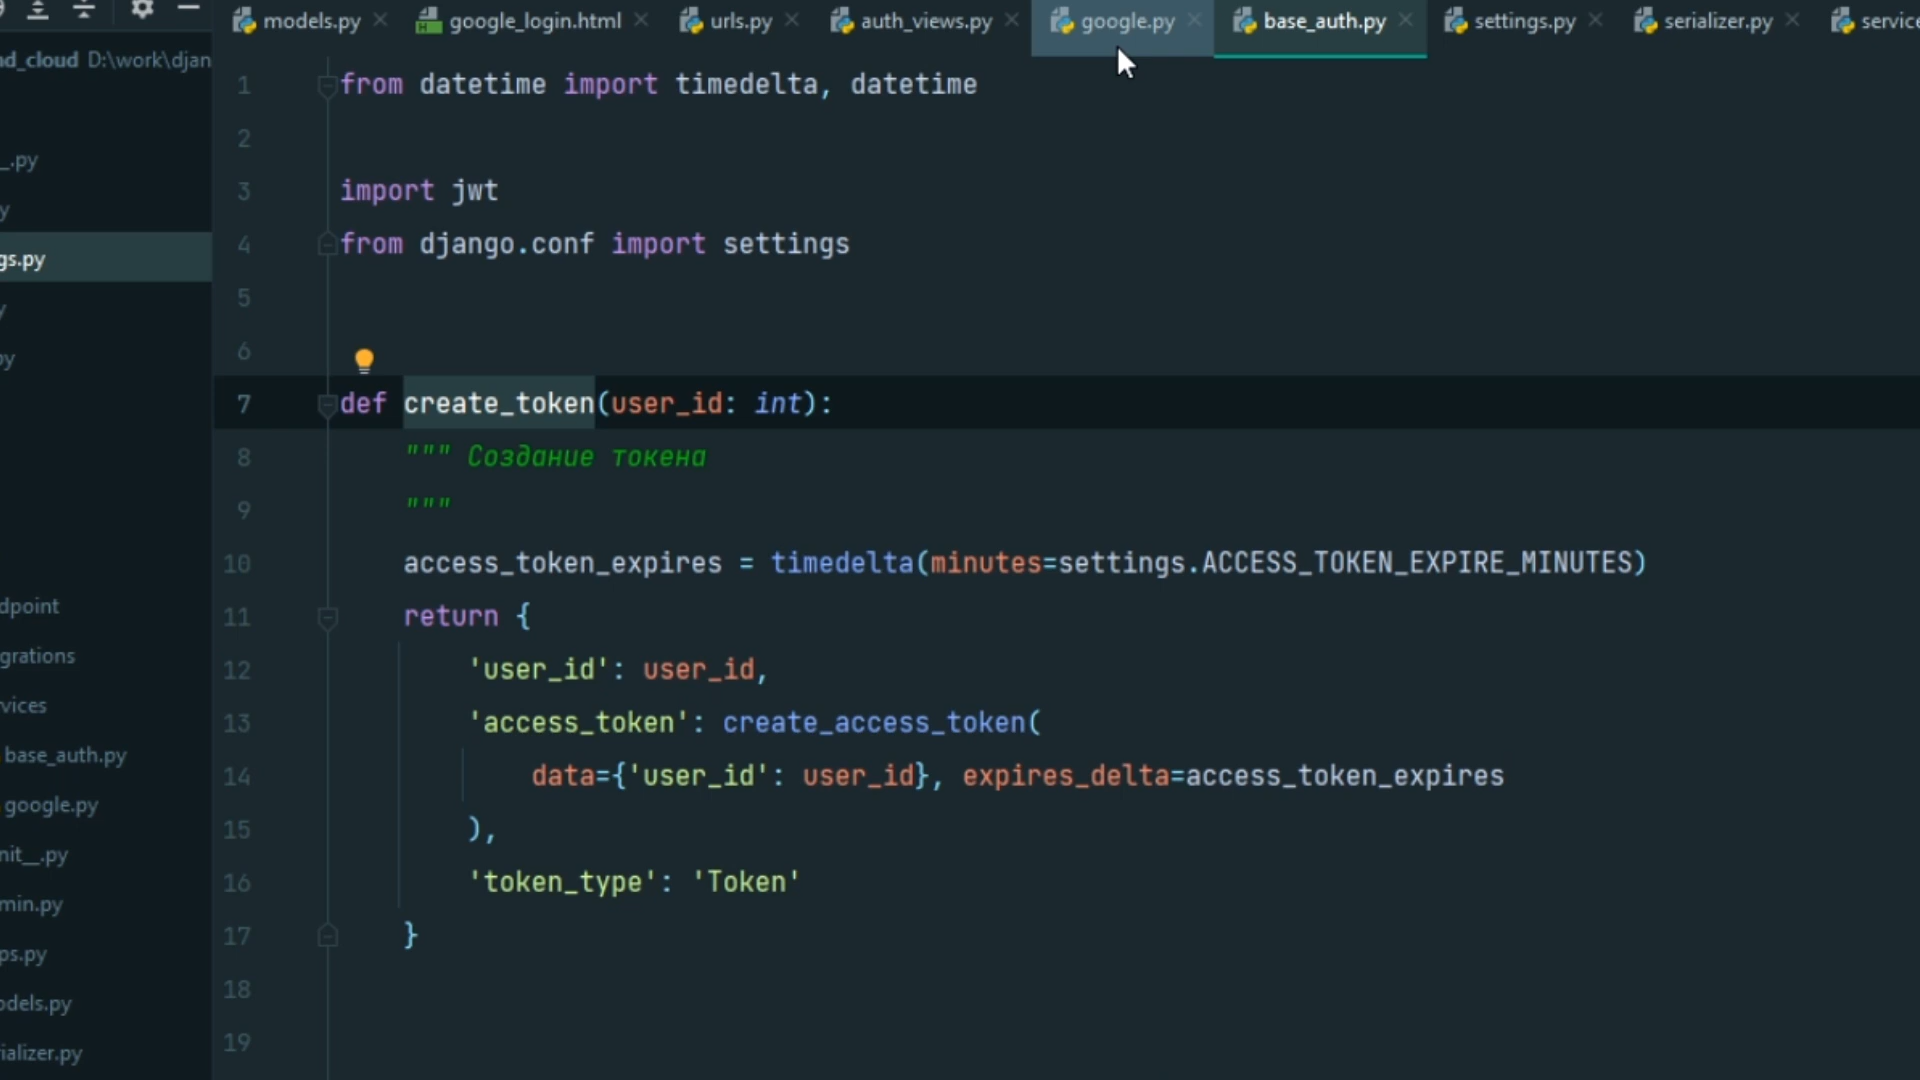 models.py
google_login.html
urls.py
auth_views.py
google.py
base_auth.py
settings.py
serializer.py
service
nd_cloud D:\work\djan
_.py
y
gs.py
y
py
dpoint
grations
vices
base_auth.py
google.py
nit__.py
min.py
ps.py
odels.py
ializer.py
1 from datetime import timedelta, datetime
2
3 import jwt
4 from django.conf import settings
5
6
7 def create_token(user_id: int):
8 """ Создание токена
9 """
10 access_token_expires = timedelta(minutes=settings.ACCESS_TOKEN_EXPIRE_MINUTES)
11 return {
12 'user_id': user_id,
13 'access_token': create_access_token(
14 data={'user_id': user_id}, expires_delta=access_token_expires
15 ),
16 'token_type': 'Token'
17 }
18
19